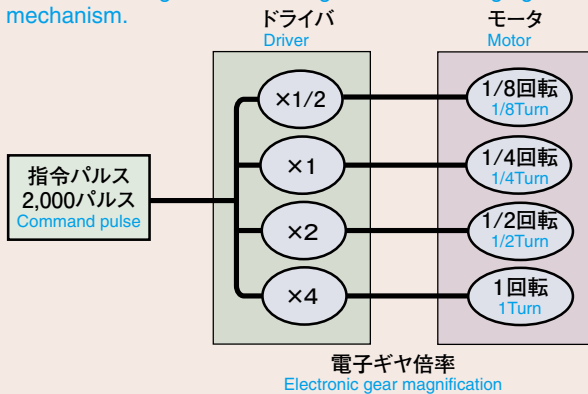 mechanism.
ドライバ
Driver
モータ
Motor
×1/2
1/8回転
1/8Turn
×1
1/4回転
1/4Turn
指令パルス
2,000パルス
Command pulse
×2
1/2回転
1/2Turn
×4
1回転
1Turn
電子ギヤ倍率
Electronic gear magnification